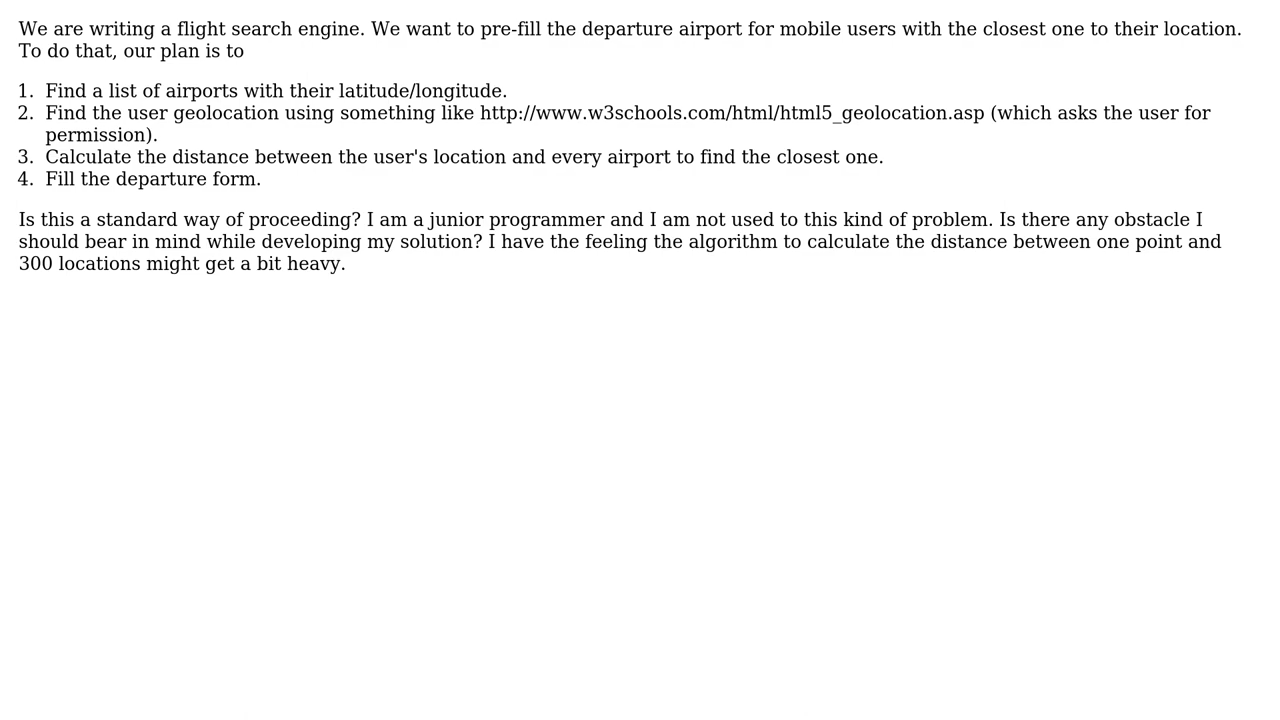 We are writing a flight search engine. We want to pre-fill the departure airport for mobile users with the closest one to their location.
To do that, our plan is to
1. Find a list of airports with their latitude/longitude.
2. Find the user geolocation using something like http://www.w3schools.com/html/html5_geolocation.asp (which asks the user for
permission).
3. Calculate the distance between the user's location and every airport to find the closest one.
4. Fill the departure form.
Is this a standard way of proceeding? I am a junior programmer and I am not used to this kind of problem. Is there any obstacle I
should bear in mind while developing my solution? I have the feeling the algorithm to calculate the distance between one point and
300 locations might get a bit heavy.